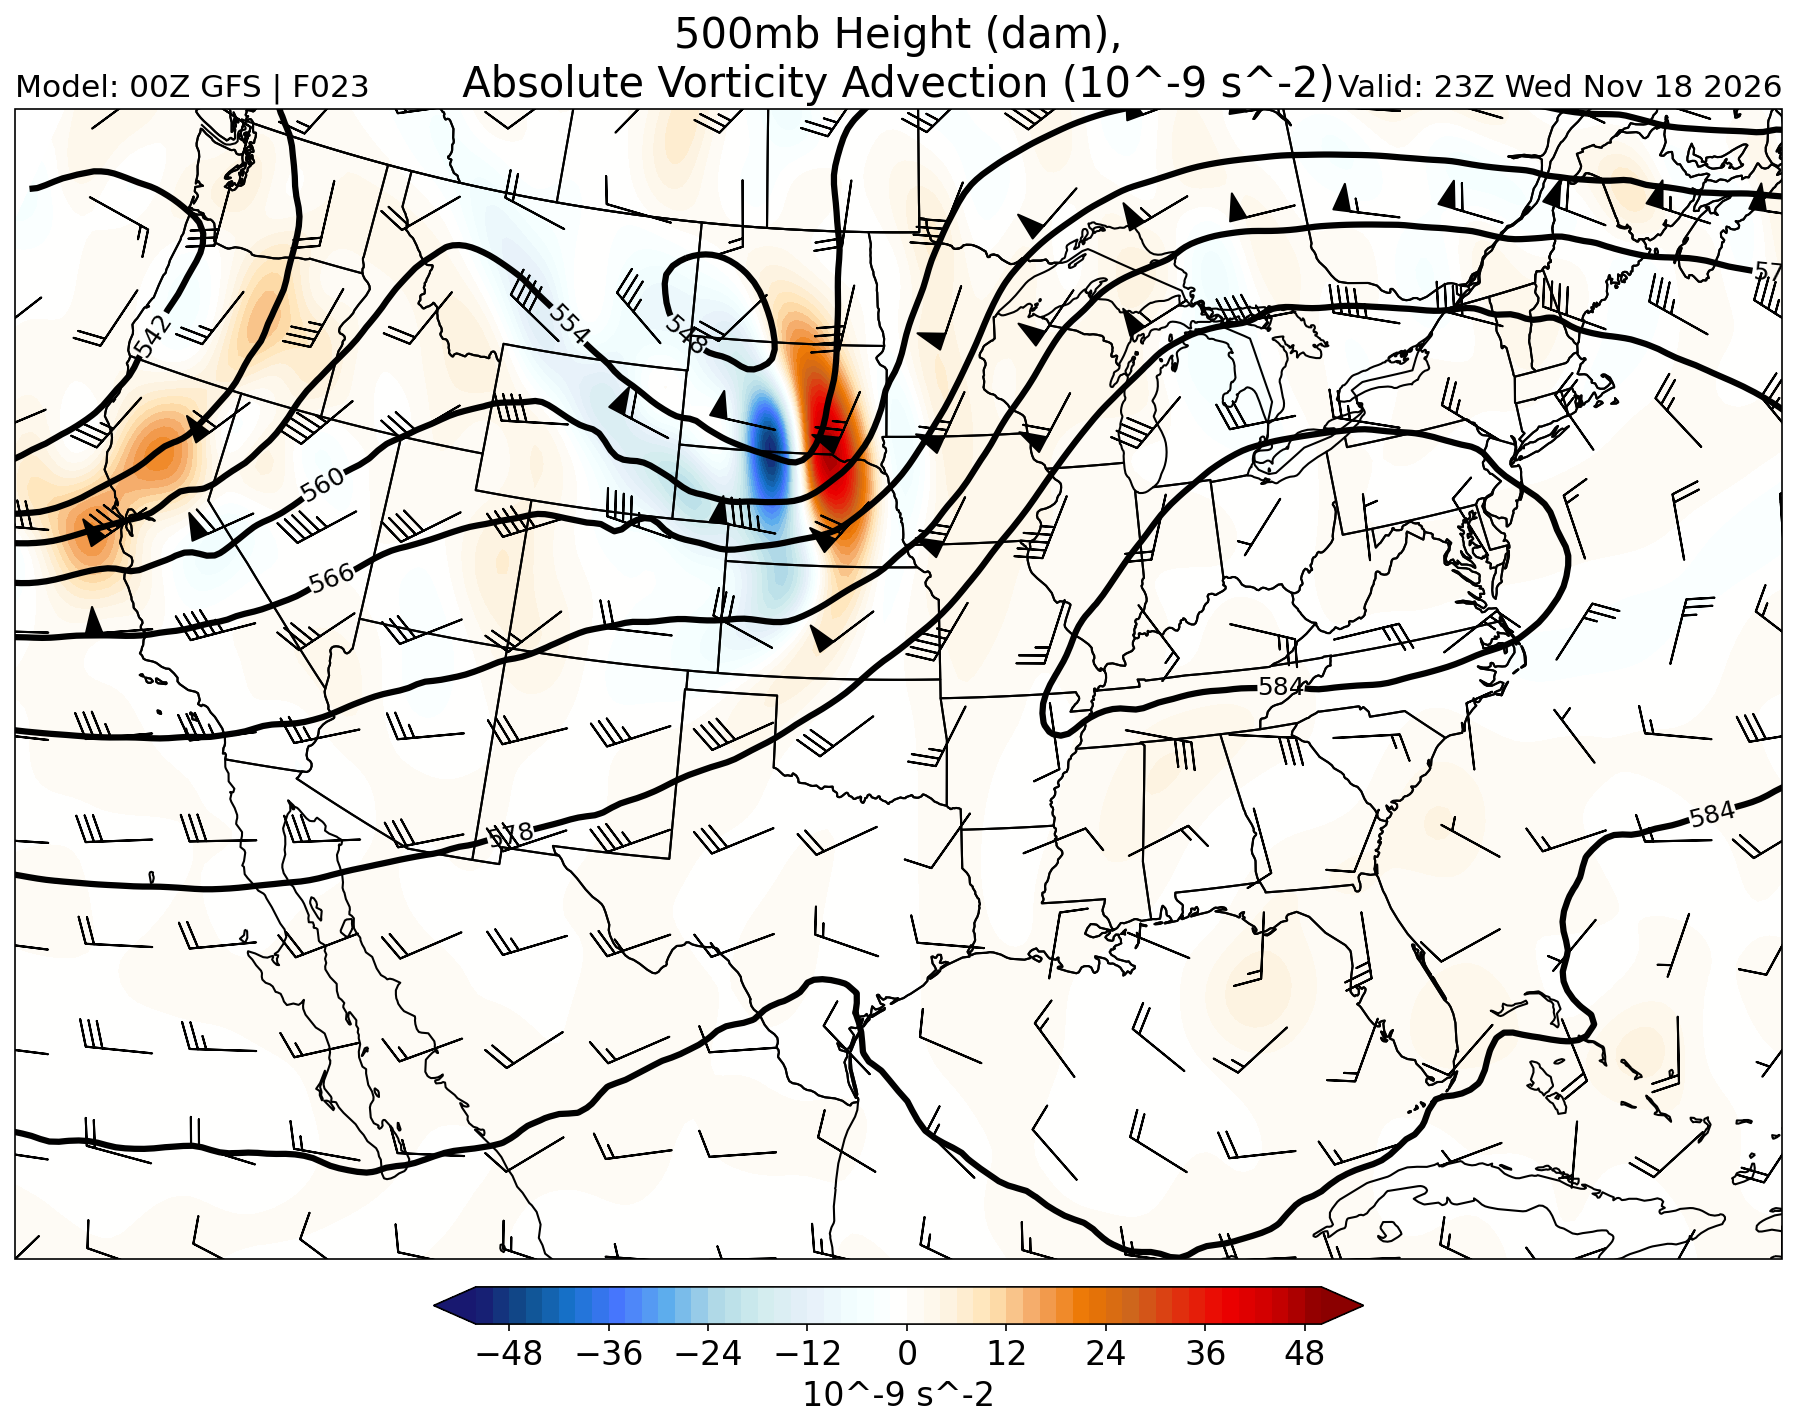 500mb Height (dam),
Model: 00Z GFS | F023
Absolute Vorticity Advection (10^-9 s^-2)
Valid: 23Z Wed Nov 18 2026
57
542
554
548
560
566
584
584
578
−48 −36 −24 −12 0 12 24 36 48
10^-9 s^-2